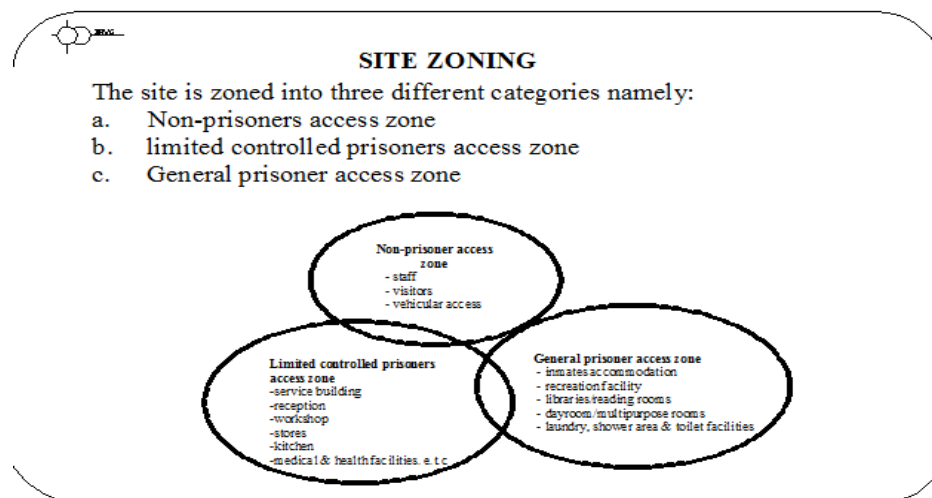 SITE ZONING
The site is zoned into three different categories namely:
a. Non-prisoners access zone
b. limited controlled prisoners access zone
c. General prisoner access zone
Non-prisoner access
zone
- staff
- visitors
- vehicular access
Limited controlled prisoners
access zone
-service building
-reception
-workshop
-stores
-kitchen
-medical & health facilities. e.t.c
General prisoner access zone
- inmates accommodation
- recreation facility
- libraries/reading rooms
- dayroom/multipurpose rooms
- laundry, shower area & toilet facilities